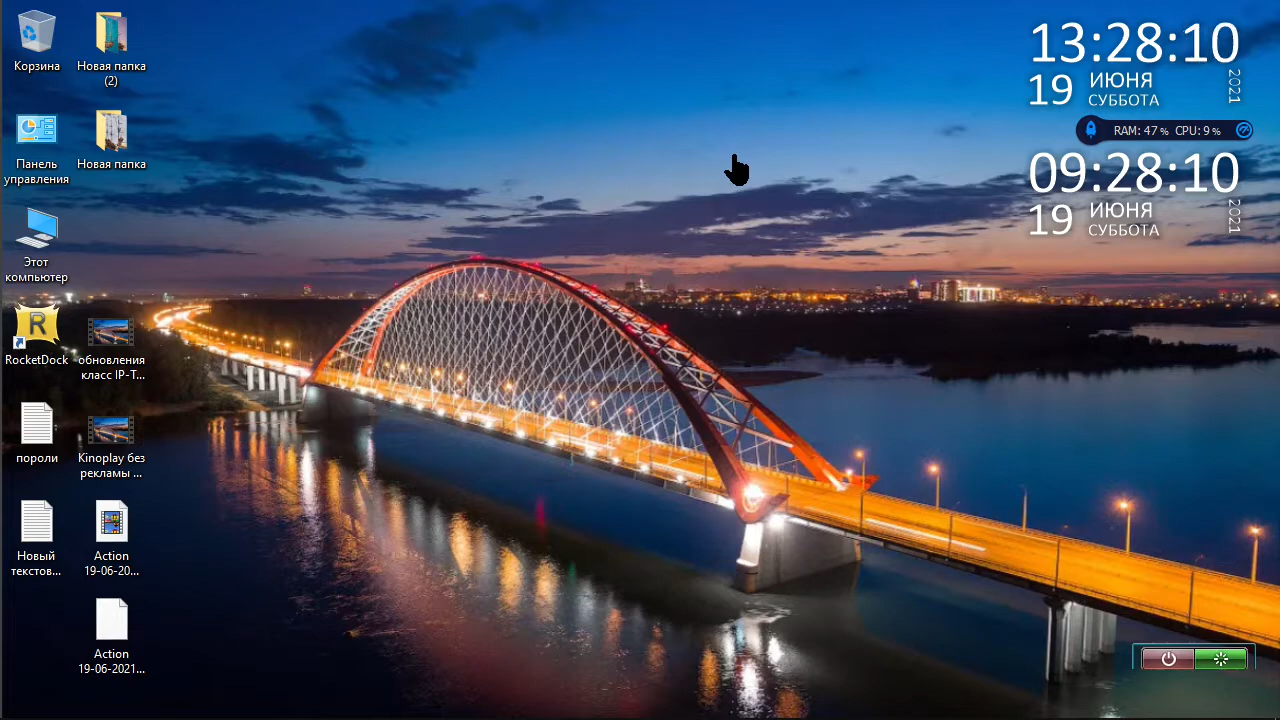 Корзина
Новая папка
(2)
Панель
управления
Новая папка
Этот
компьютер
R
RocketDock
обновления
класс IP-T...
пороли
Kinoplay без
рекламы ...
Новый
текстов...
Action
19-06-20...
Action
19-06-2021...
13:28:10
19
ИЮНЯ
СУББОТА
2021
RAM: 47 % CPU: 9 %
09:28:10
19
ИЮНЯ
СУББОТА
2021